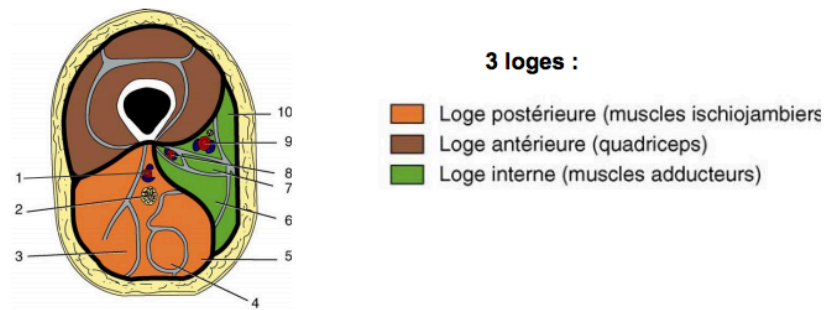 3 loges :
Loge postérieure (muscles ischiojambiers
Loge antérieure (quadriceps)
Loge interne (muscles adducteurs)
10
9
8
7
1
2
6
3
5
4